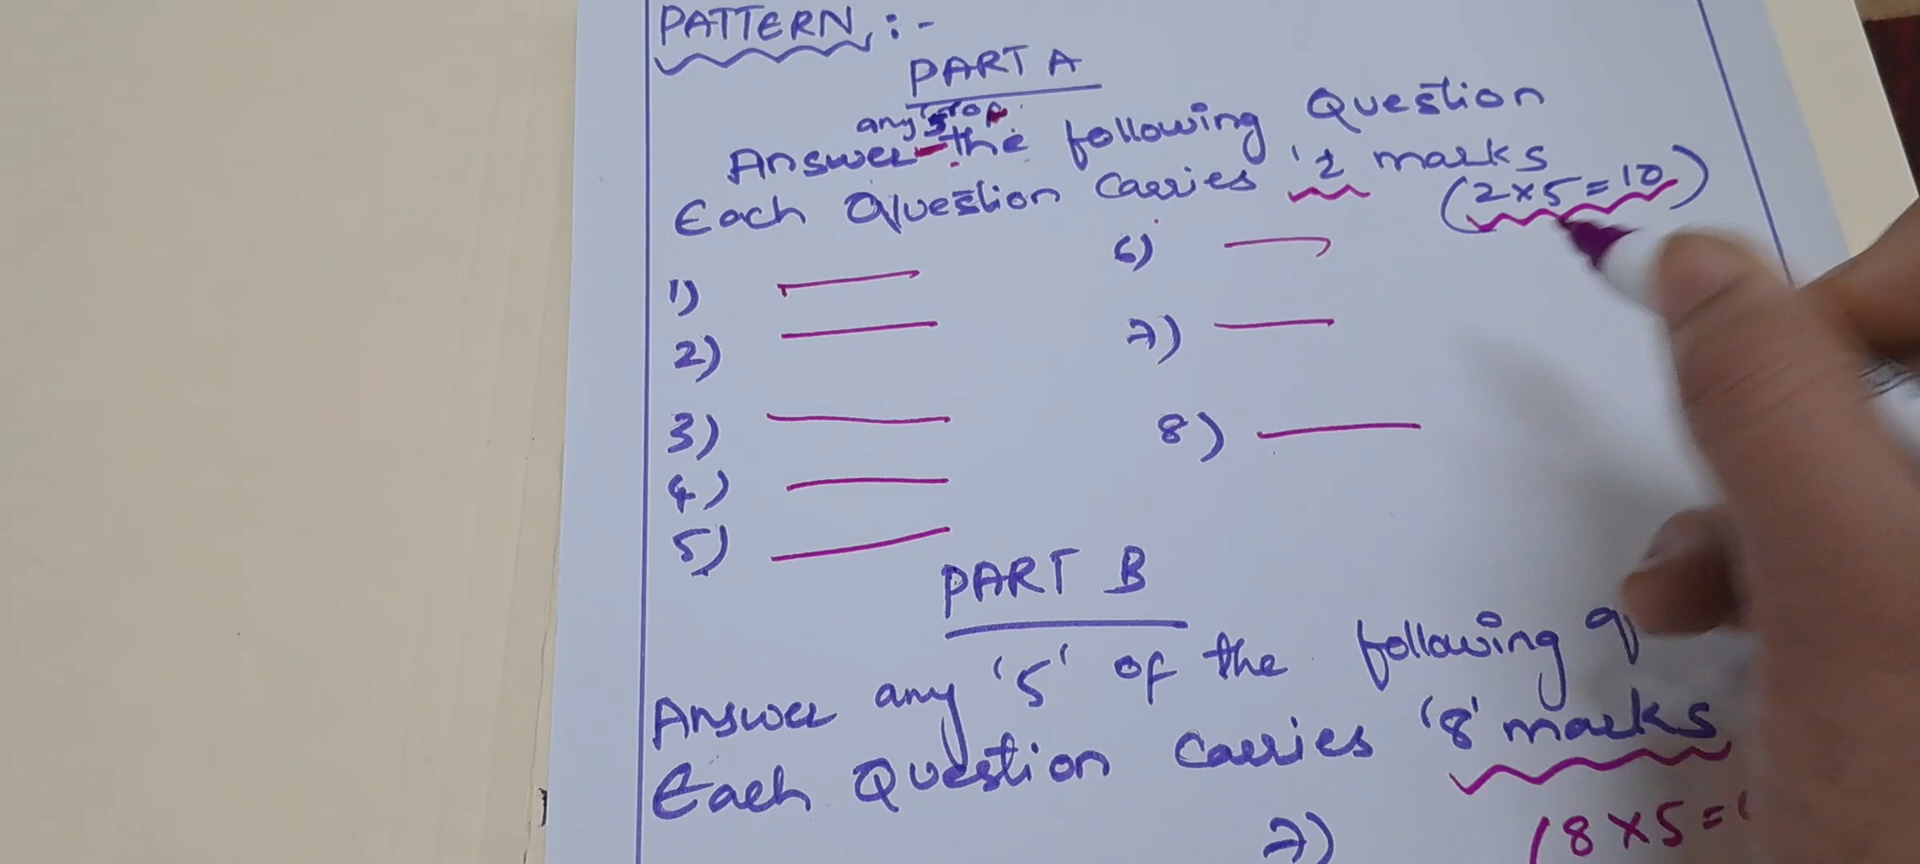 PATTERN :-
PART A
any 5 of
Answer the following Question
Each Question Carries '2 marks
(2×5=10)
1)
2)
3)
4)
5)
6)
7)
8)
PART B
Answer any '5' of the following q
Each Question Carries '8' marks
7)
(8×5=